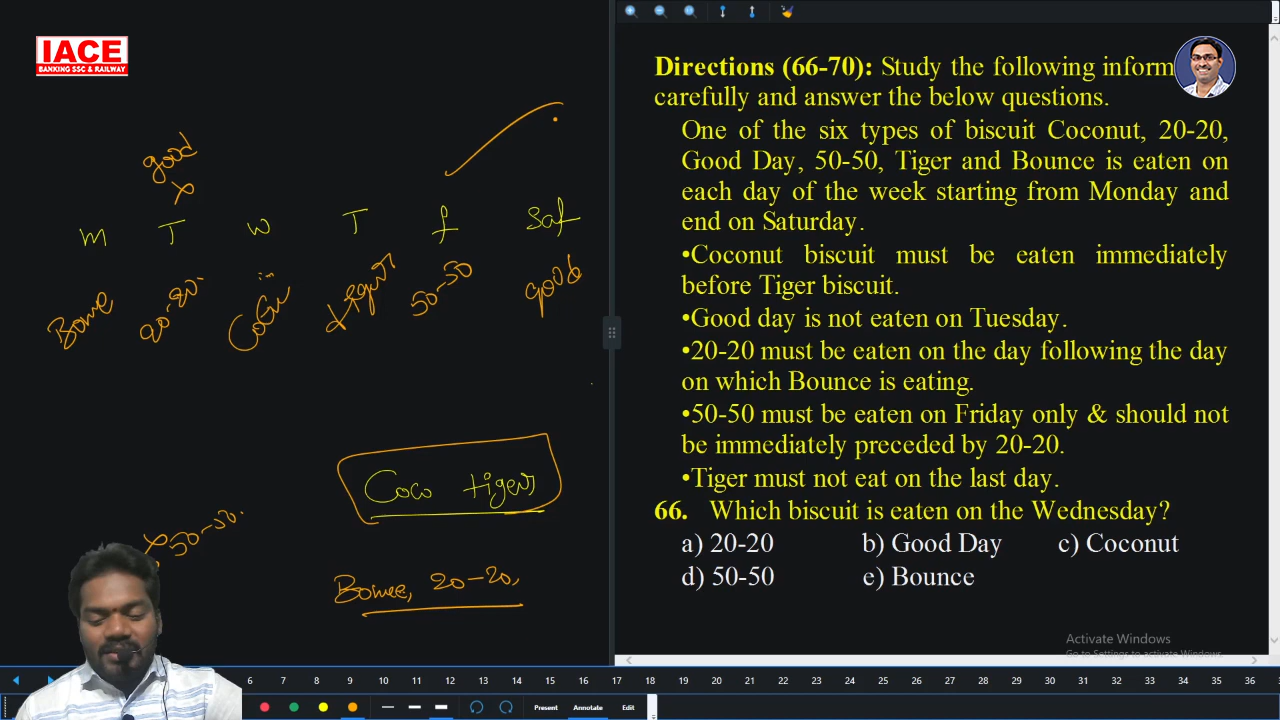 IACE
BANKING SSC & RAILWAY
good
x
M T W T f Sat
20-20
50-50
good
Coco tiger
x 50-50.
20-20,
Directions (66-70): Study the following inform
carefully and answer the below questions.
One of the six types of biscuit Coconut, 20-20,
Good Day, 50-50, Tiger and Bounce is eaten on
each day of the week starting from Monday and
end on Saturday.
•Coconut biscuit must be eaten immediately
before Tiger biscuit.
•Good day is not eaten on Tuesday.
•20-20 must be eaten on the day following the day
on which Bounce is eating.
•50-50 must be eaten on Friday only & should not
be immediately preceded by 20-20.
•Tiger must not eat on the last day.
66. Which biscuit is eaten on the Wednesday?
a) 20-20 b) Good Day c) Coconut
d) 50-50 e) Bounce
Activate Windows
Go to Settings to activate Windows.
6 7 8 9 10 11 12 13 14 15 16 17 18 19 20 21 22 23 24 25 26 27 28 29 30 31 32 33 34 35 36
Present Annotate Edit